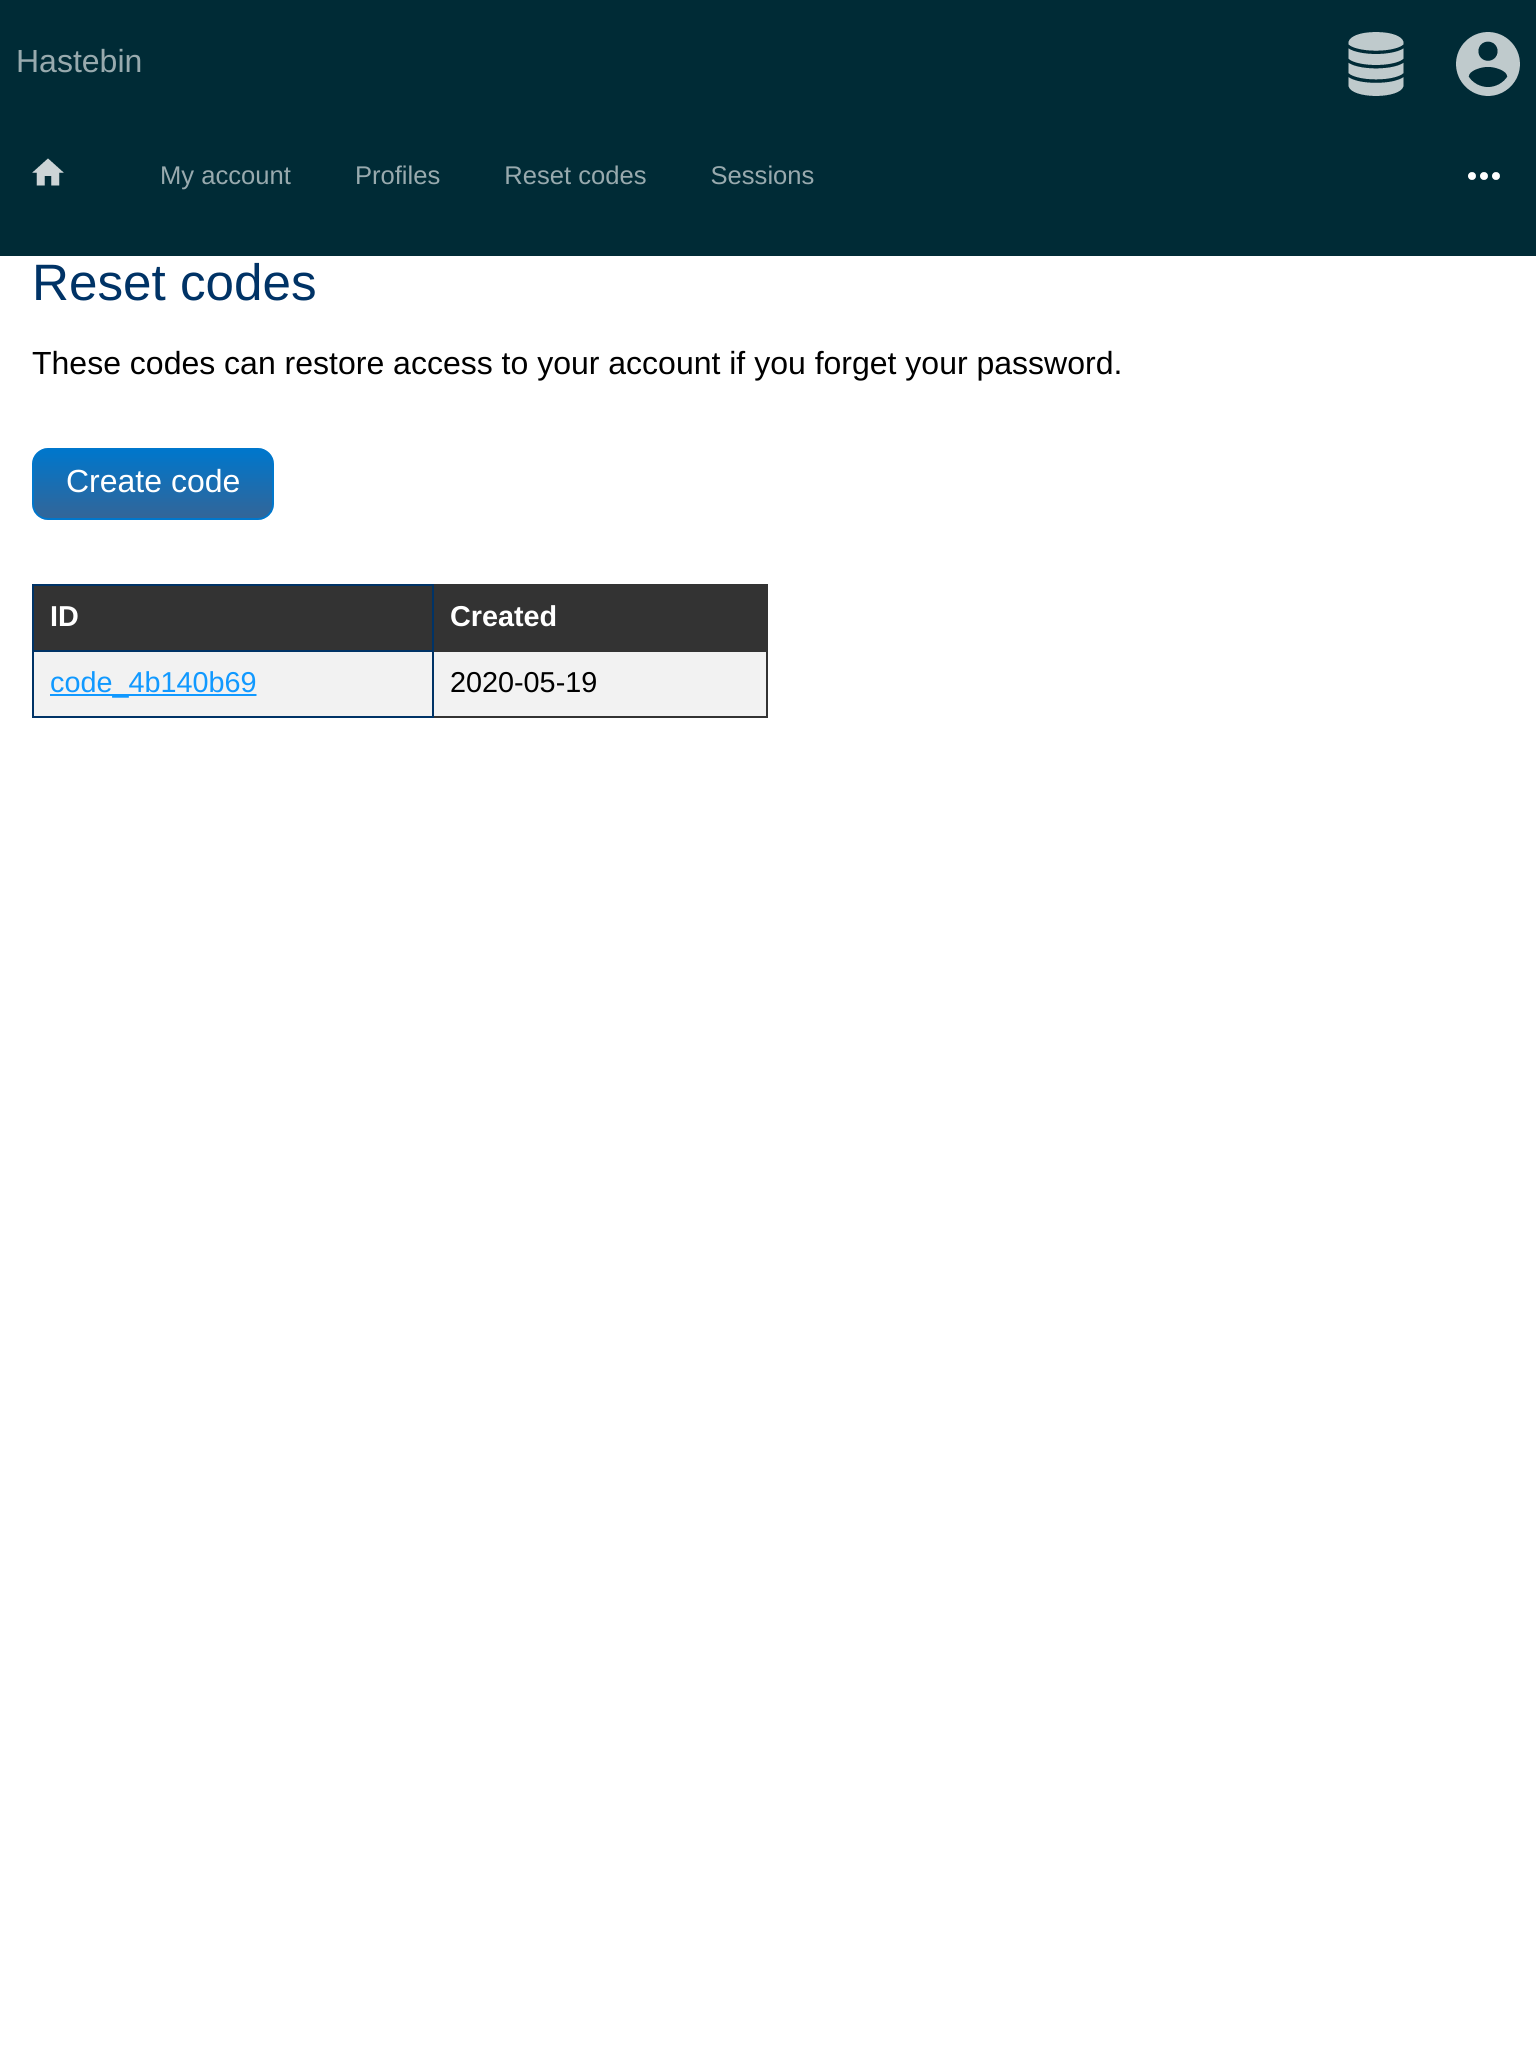 Hastebin
My account Profiles Reset codes Sessions
Reset codes
These codes can restore access to your account if you forget your password.
Create code
ID Created
code_4b140b69 2020-05-19